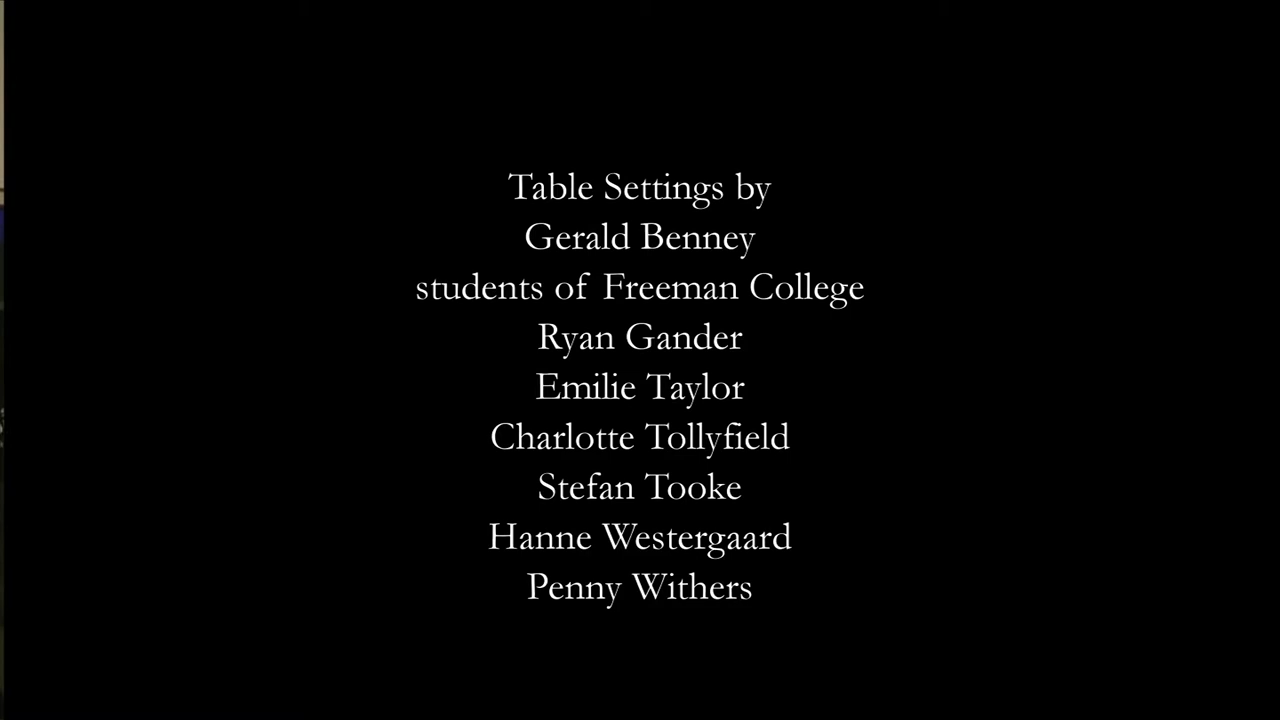 Table Settings by
Gerald Benney
students of Freeman College
Ryan Gander
Emilie Taylor
Charlotte Tollyfield
Stefan Tooke
Hanne Westergaard
Penny Withers